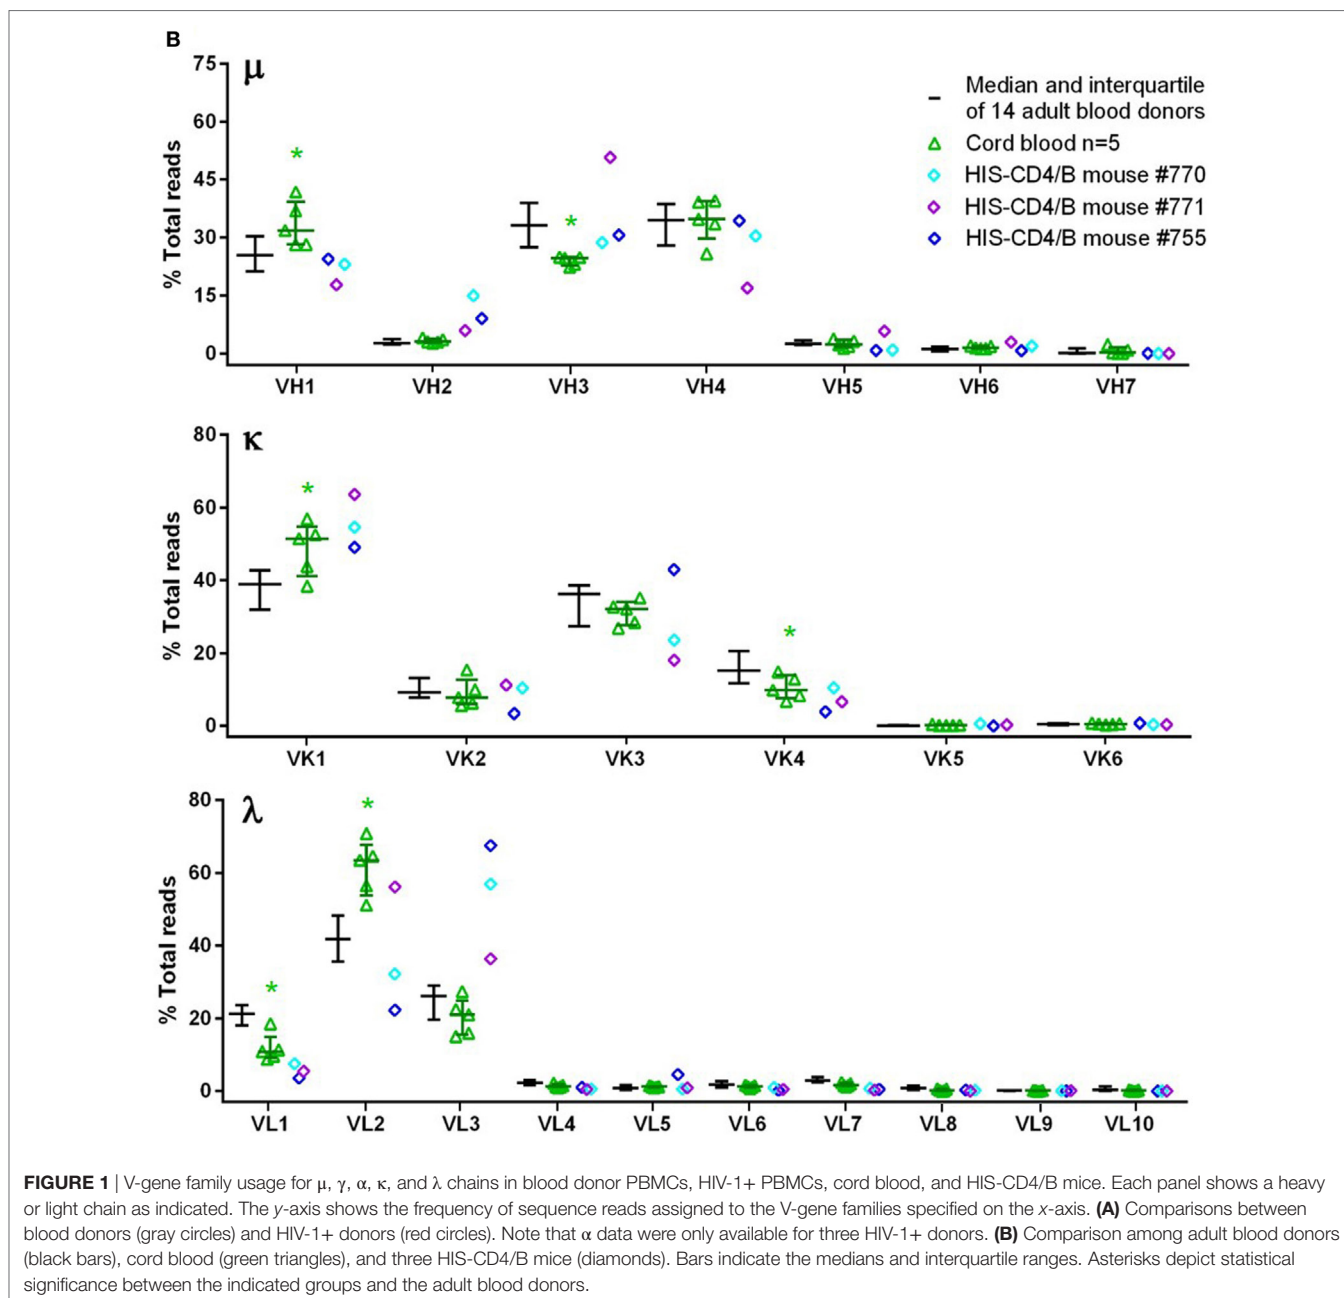 B
μ
75
60
45
30
15
0
% Total reads
*
*
Median and interquartile
of 14 adult blood donors
Cord blood n=5
HIS-CD4/B mouse #770
HIS-CD4/B mouse #771
HIS-CD4/B mouse #755
VH1 VH2 VH3 VH4 VH5 VH6 VH7
κ
80
60
40
20
0
% Total reads
*
*
VK1 VK2 VK3 VK4 VK5 VK6
λ
80
60
40
20
0
% Total reads
*
*
VL1 VL2 VL3 VL4 VL5 VL6 VL7 VL8 VL9 VL10
FIGURE 1 | V-gene family usage for μ, γ, α, κ, and λ chains in blood donor PBMCs, HIV-1+ PBMCs, cord blood, and HIS-CD4/B mice. Each panel shows a heavy
or light chain as indicated. The y-axis shows the frequency of sequence reads assigned to the V-gene families specified on the x-axis. (A) Comparisons between
blood donors (gray circles) and HIV-1+ donors (red circles). Note that α data were only available for three HIV-1+ donors. (B) Comparison among adult blood donors
(black bars), cord blood (green triangles), and three HIS-CD4/B mice (diamonds). Bars indicate the medians and interquartile ranges. Asterisks depict statistical
significance between the indicated groups and the adult blood donors.